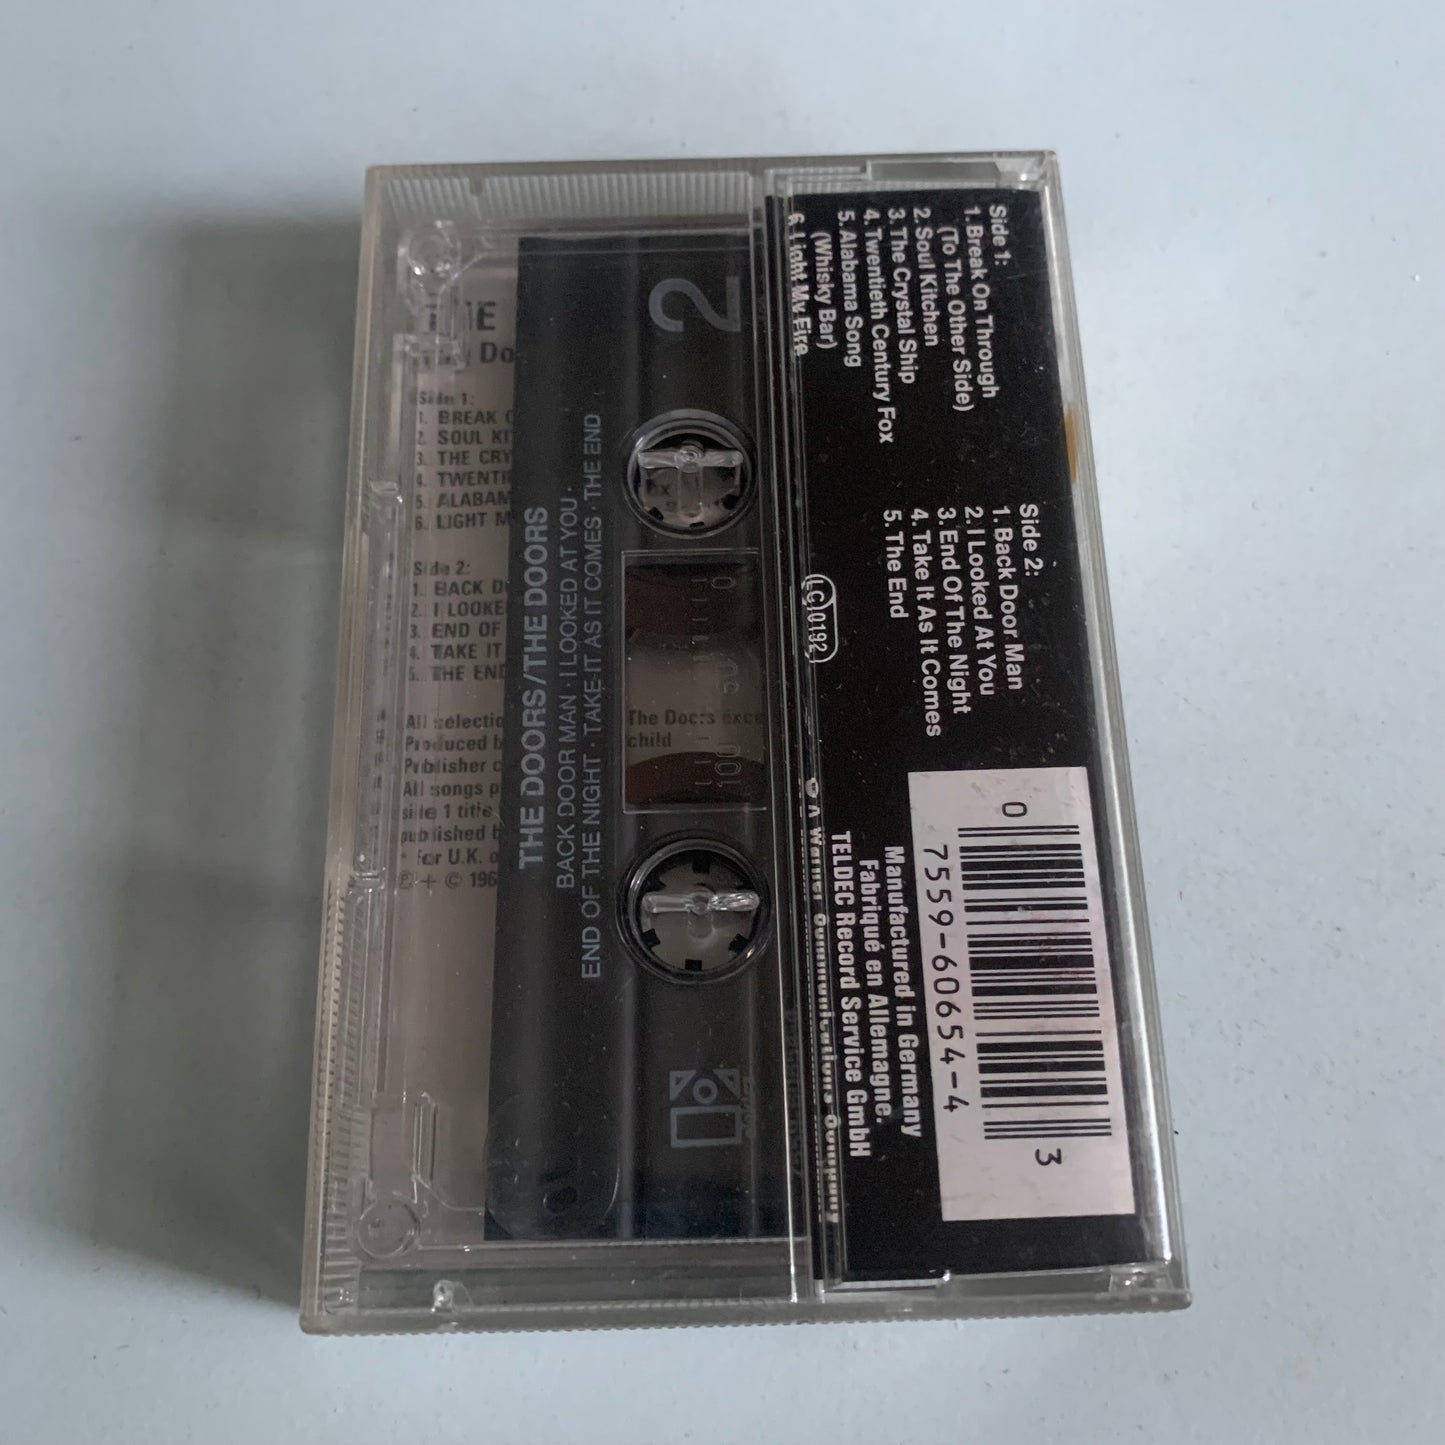 Side 1:
1. Break On Through
(To The Other Side)
2. Soul Kitchen
3. The Crystal Ship
4. Twentieth Century Fox
5. Alabama Song
(Whisky Bar)
6. Light My Fire
Side 2:
1. Back Door Man
2. I Looked At You
3. End Of The Night
4. Take It As It Comes
5. The End
LC 0192
0
7559-60654-4
3
Manufactured in Germany
Fabriqué en Allemagne.
TELDEC Record Service GmbH
A Warner Communications Company
2
THE DOORS/THE DOORS
BACK DOOR MAN · I LOOKED AT YOU ·
END OF THE NIGHT · TAKE IT AS IT COMES · THE END
0
50
100
Side 1:
1. BREAK
2. SOUL
3. THE
4.
5.
6. LIGHT
Side 2:
1. BACK
2. I LOOKE
3. END OF
4. TAKE IT
5. THE END
All selectio
Produced
Publisher
All songs
side 1 title
published
For U.K.
The Doors
child